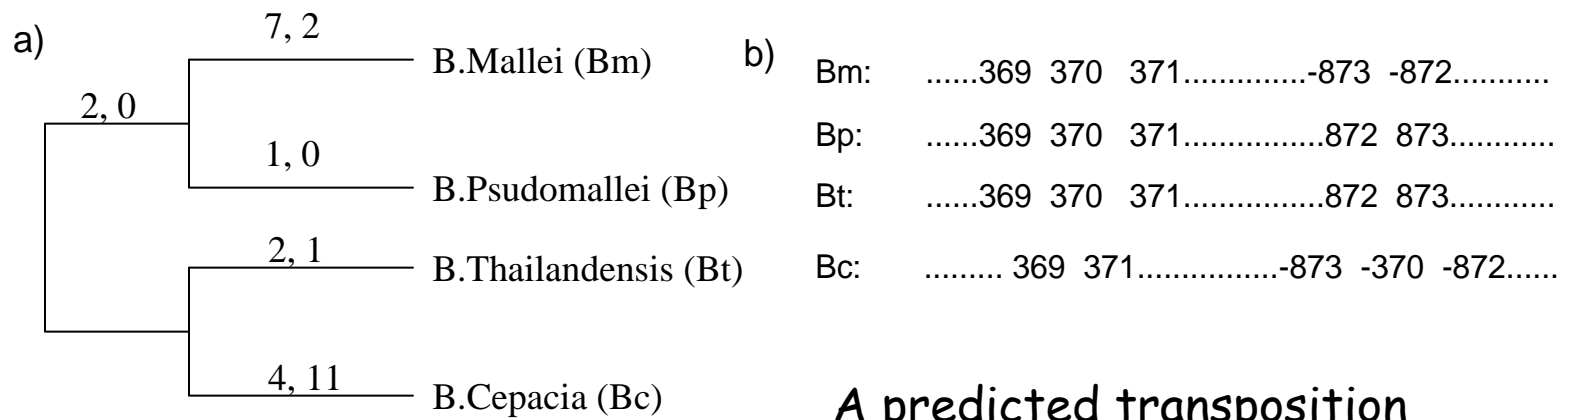 a)
7, 2
B.Mallei (Bm)
2, 0
1, 0
B.Psudomallei (Bp)
2, 1
B.Thailandensis (Bt)
4, 11
B.Cepacia (Bc)
b)
Bm: ......369 370 371...............-873 -872...........
Bp: ......369 370 371................872 873............
Bt: ......369 370 371................872 873............
Bc: ......... 369 371...............-873 -370 -872......
A predicted transposition